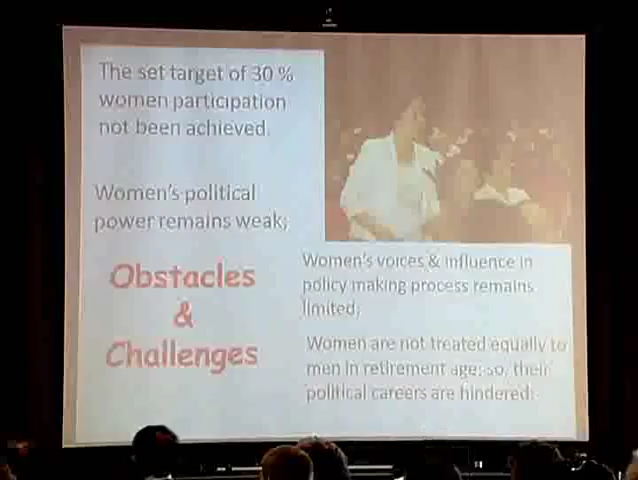 The set target of 30 %
women participation
not been achieved.
Women's political
power remains weak;
Obstacles
&
Challenges
Women's voices & influence in
policy making process remains
limited;
Women are not treated equally to
men in retirement age; so, their
political careers are hindered;